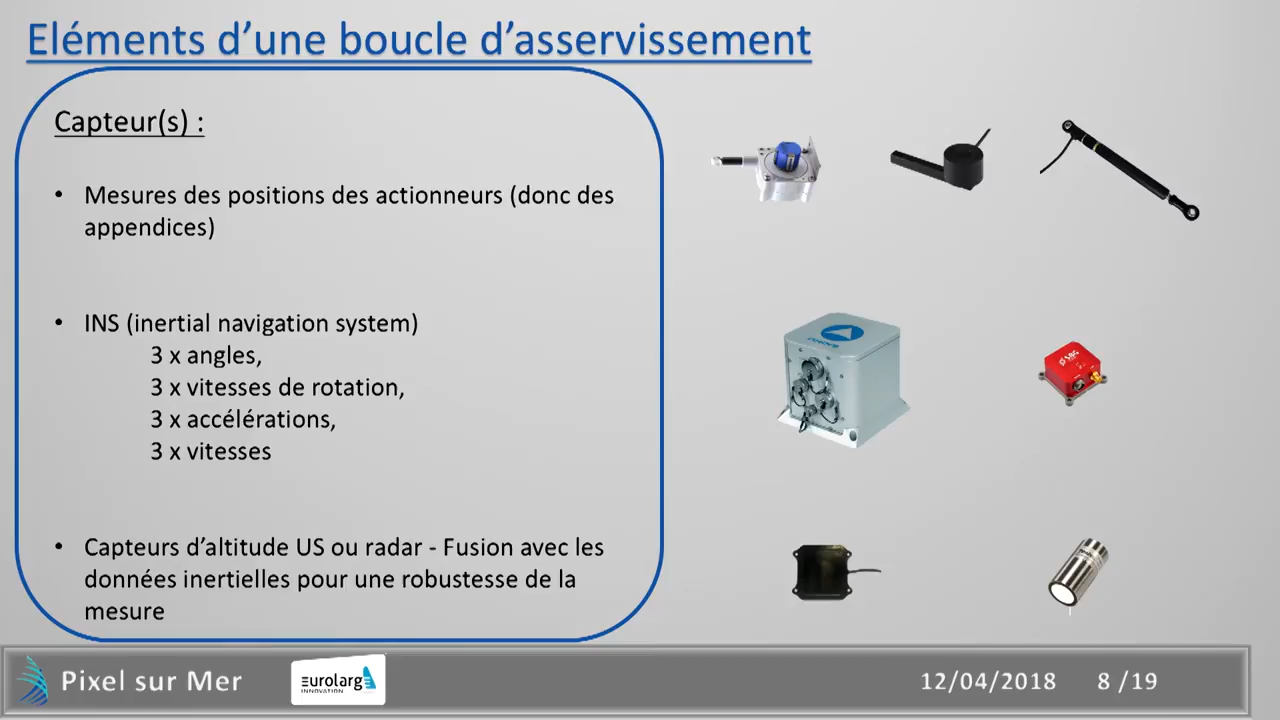 Eléments d’une boucle d’asservissement
Capteur(s) :
• Mesures des positions des actionneurs (donc des
appendices)
• INS (inertial navigation system)
3 x angles,
3 x vitesses de rotation,
3 x accélérations,
3 x vitesses
• Capteurs d’altitude US ou radar - Fusion avec les
données inertielles pour une robustesse de la
mesure
SBG
Pixel sur Mer
eurolarg
INNOVATION
12/04/2018
8 /19